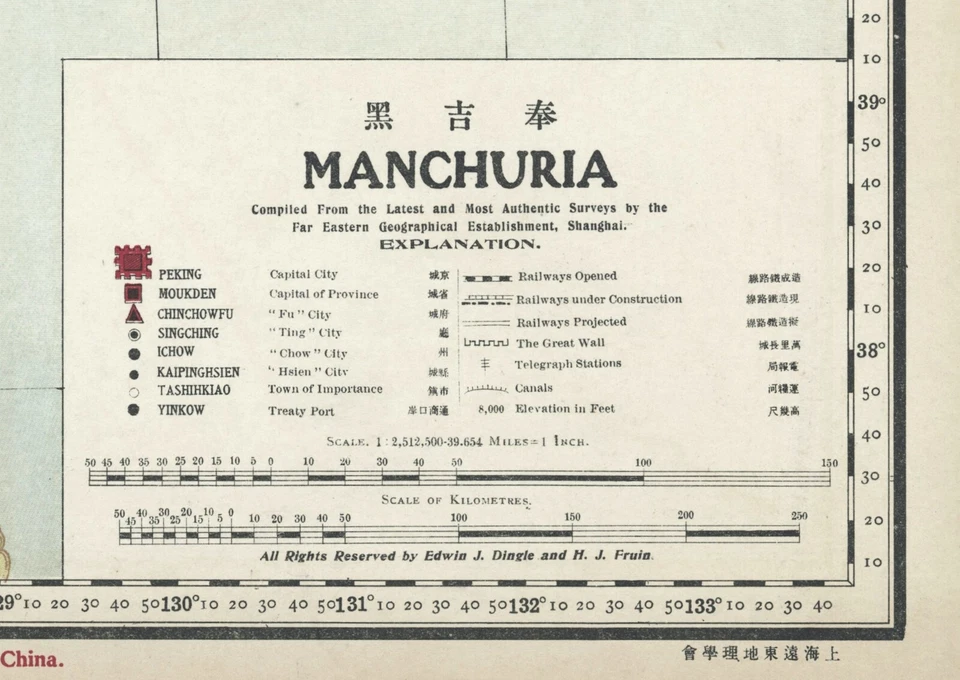 黑 吉 奉
MANCHURIA
Compiled From the Latest and Most Authentic Surveys by the
Far Eastern Geographical Establishment, Shanghai.
EXPLANATION.
PEKING Capital City 城京
MOUKDEN Capital of Province 城省
CHINCHOWFU "Fu" City 城府
SINGCHING "Ting" City 廳
ICHOW "Chow" City 州
KAIPINGHSIEN "Hsien" City 城縣
TASHIHKIAO Town of Importance 鎮市
YINKOW Treaty Port 岸口商通
Railways Opened 線路鐵成造
Railways under Construction 線路鐵造現
Railways Projected 線路鐵造擬
The Great Wall 城長里萬
Telegraph Stations 局報電
Canals 河糧運
8,000 Elevation in Feet 尺幾高
SCALE. 1 : 2,512,500-39.654 MILES=1 INCH.
50 45 40 35 30 25 20 15 10 5 0 10 20 30 40 50 100 150
SCALE OF KILOMETRES.
50 45 40 35 30 25 20 15 10 5 0 10 20 30 40 50 100 150 200 250
All Rights Reserved by Edwin J. Dingle and H. J. Fruin.
20
10
39°
50
40
30
20
10
38°
50
40
30
20
10
29° 10 20 30 40 50 130° 10 20 30 40 50 131° 10 20 30 40 50 132° 10 20 30 40 50 133° 10 20 30 40
China.
會學理地東遠海上